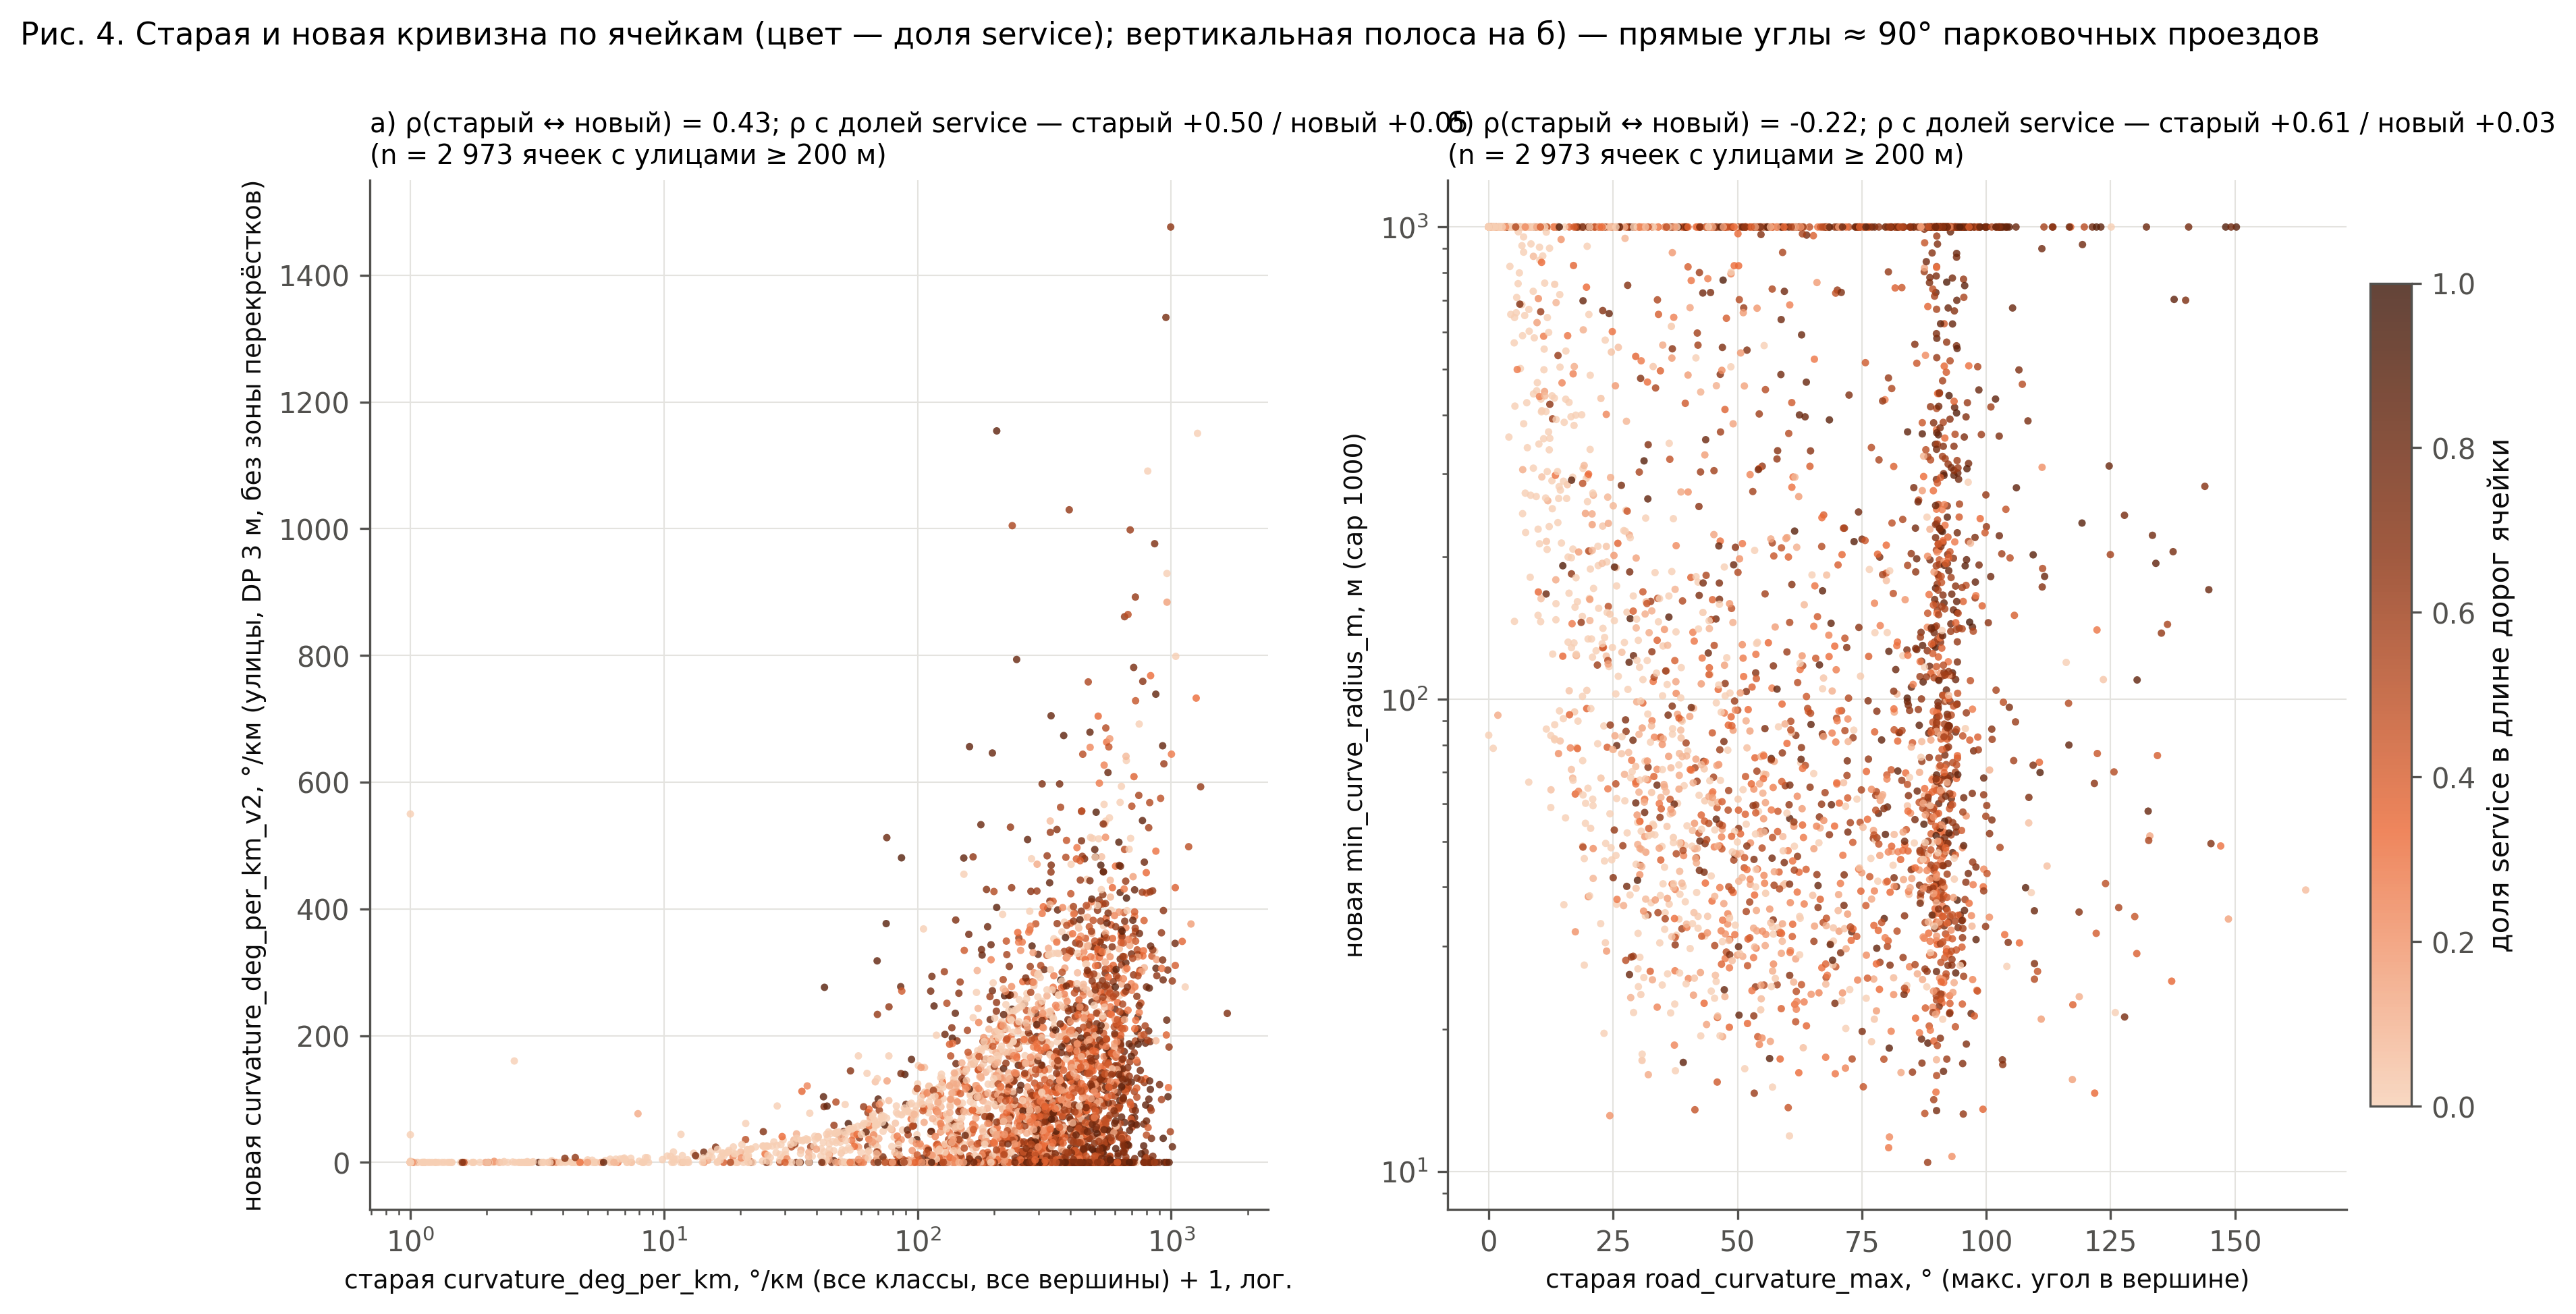 Рис. 4. Старая и новая кривизна по ячейкам (цвет — доля service); вертикальная полоса на б) — прямые углы ≈ 90° парковочных проездов
а) ρ(старый ↔ новый) = 0.43; ρ с долей service — старый +0.50 / новый +0.05
(n = 2 973 ячеек с улицами ≥ 200 м)
новая curvature_deg_per_km_v2, °/км (улицы, DP 3 м, без зоны перекрёстков)
1400
1200
1000
800
600
400
200
0
10⁰ 10¹ 10² 10³
старая curvature_deg_per_km, °/км (все классы, все вершины) + 1, лог.
б) ρ(старый ↔ новый) = -0.22; ρ с долей service — старый +0.61 / новый +0.03
(n = 2 973 ячеек с улицами ≥ 200 м)
новая min_curve_radius_m, м (cap 1000)
10³
10²
10¹
0 25 50 75 100 125 150
старая road_curvature_max, ° (макс. угол в вершине)
1.0
0.8
0.6
0.4
0.2
0.0
доля service в длине дорог ячейки